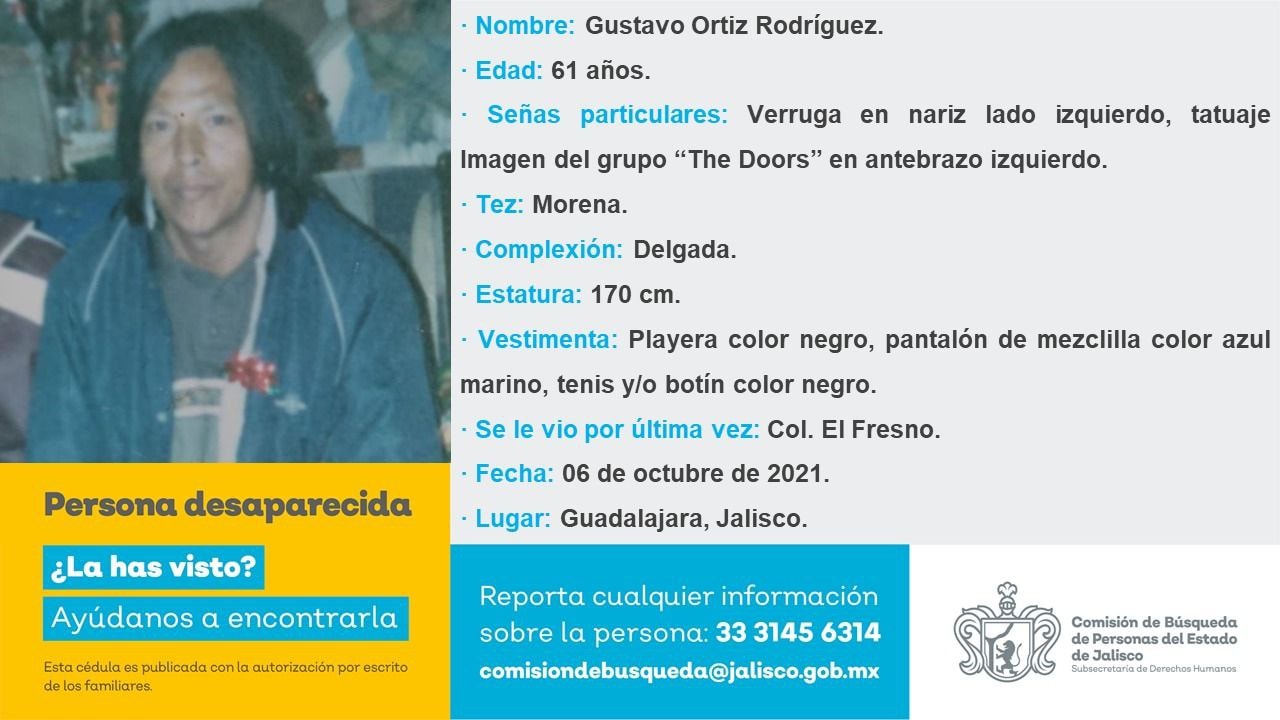 · Nombre: Gustavo Ortiz Rodríguez.
· Edad: 61 años.
· Señas particulares: Verruga en nariz lado izquierdo, tatuaje
Imagen del grupo “The Doors” en antebrazo izquierdo.
· Tez: Morena.
· Complexión: Delgada.
· Estatura: 170 cm.
· Vestimenta: Playera color negro, pantalón de mezclilla color azul
marino, tenis y/o botín color negro.
· Se le vio por última vez: Col. El Fresno.
· Fecha: 06 de octubre de 2021.
· Lugar: Guadalajara, Jalisco.
Persona desaparecida
¿La has visto?
Ayúdanos a encontrarla
Esta cédula es publicada con la autorización por escrito
de los familiares.
Reporta cualquier información
sobre la persona: 33 3145 6314
comisiondebusqueda@jalisco.gob.mx
Comisión de Búsqueda
de Personas del Estado
de Jalisco
Subsecretaría de Derechos Humanos